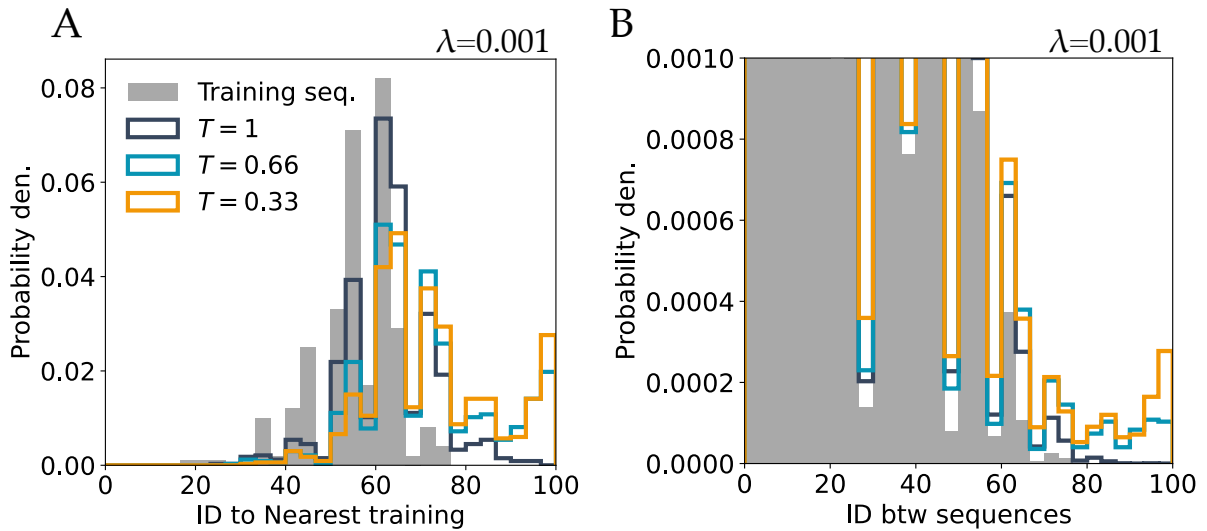 A
λ=0.001
Training seq.
T = 1
T = 0.66
T = 0.33
Probability den.
0.08
0.06
0.04
0.02
0.00
0 20 40 60 80 100
ID to Nearest training
B
λ=0.001
Probability den.
0.0010
0.0008
0.0006
0.0004
0.0002
0.0000
0 20 40 60 80 100
ID btw sequences